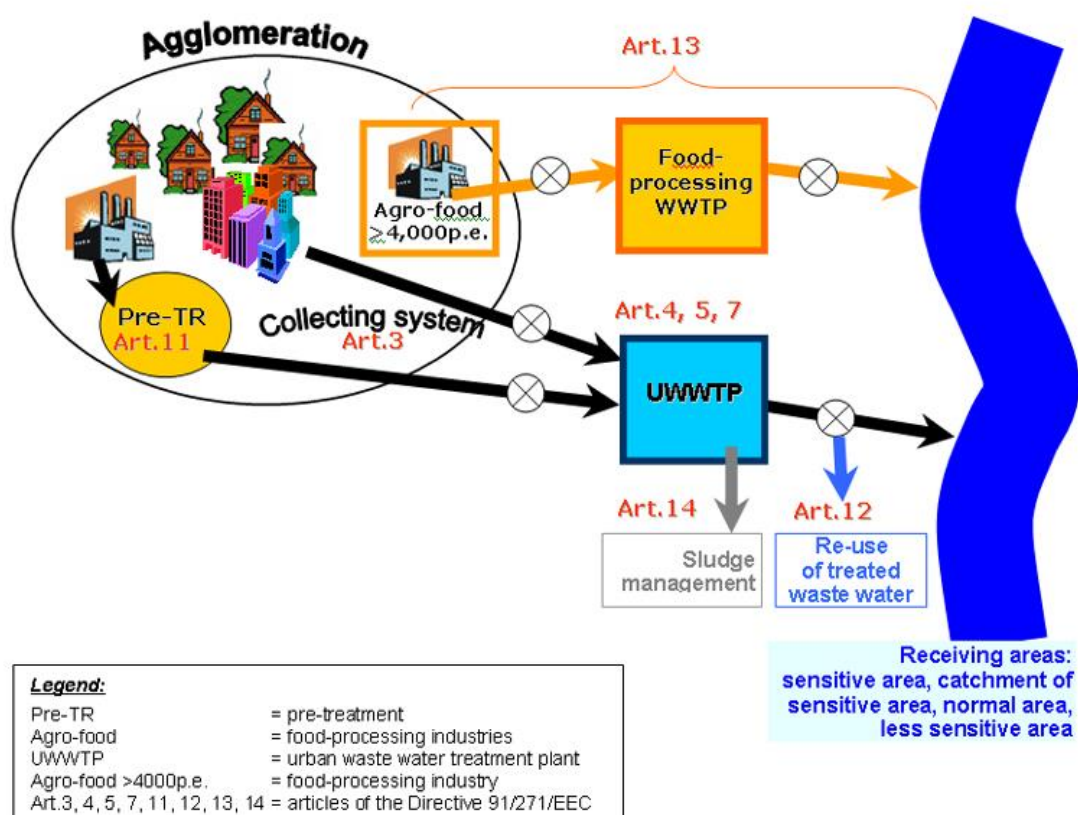 Agglomeration
Art.13
Agro-food
⩾4,000p.e.
Food-
processing
WWTP
Pre-TR
Art.11
Collecting system
Art.3
Art.4, 5, 7
UWWTP
Art.14
Sludge
management
Art.12
Re-use
of treated
waste water
Receiving areas:
sensitive area, catchment of
sensitive area, normal area,
less sensitive area
Legend:
Pre-TR = pre-treatment
Agro-food = food-processing industries
UWWTP = urban waste water treatment plant
Agro-food >4000p.e. = food-processing industry
Art.3, 4, 5, 7, 11, 12, 13, 14 = articles of the Directive 91/271/EEC